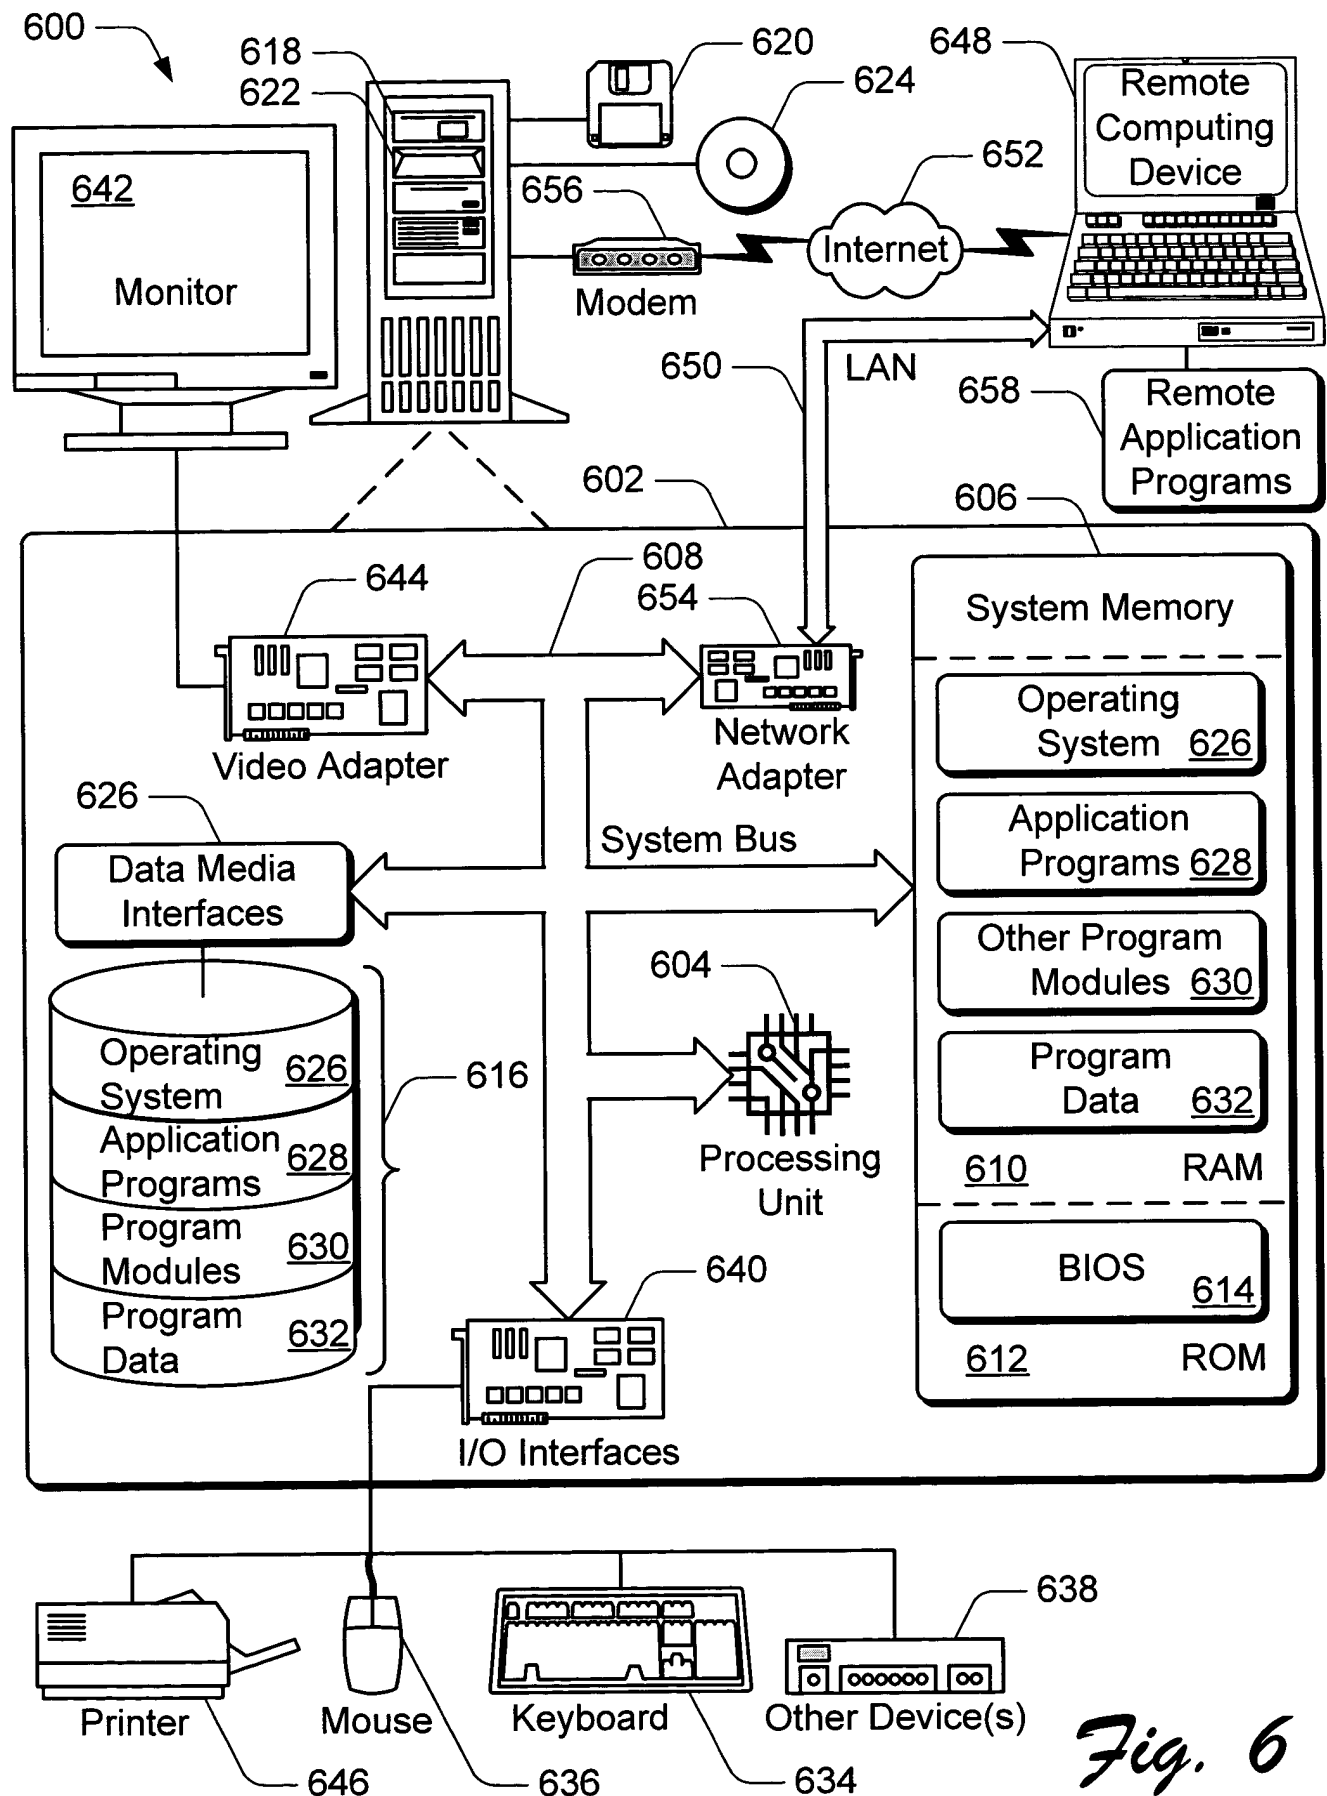 600
618
622
620
624
648
Remote
Computing
Device
652
642
656
Internet
Monitor
Modem
LAN
650
658
Remote
Application
Programs
602
606
608
644
654
System Memory
Operating
System 626
Video Adapter
Network
Adapter
626
Application
Programs 628
System Bus
Data Media
Interfaces
Other Program
Modules 630
604
Operating
System 626
616
Program
Data 632
Application
Programs 628
Processing
Unit
610 RAM
Program
Modules 630
640
BIOS 614
Program
Data 632
612 ROM
I/O Interfaces
638
Printer
Mouse
Keyboard
Other Device(s)
646
636
634
Fig. 6